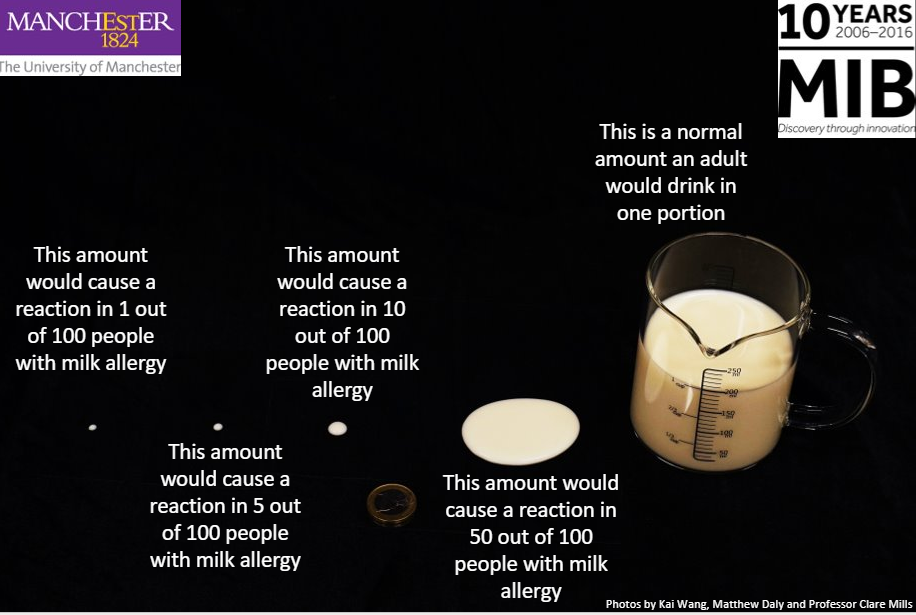 MANCHESTER
1824
The University of Manchester
10 YEARS
2006–2016
MIB
Discovery through innovation
This is a normal
amount an adult
would drink in
one portion
This amount
would cause a
reaction in 1 out
of 100 people
with milk allergy
This amount
would cause a
reaction in 10
out of 100
people with milk
allergy
This amount
would cause a
reaction in 5 out
of 100 people
with milk allergy
This amount would
cause a reaction in
50 out of 100
people with milk
allergy
250
200
150
100
50
Photos by Kai Wang, Matthew Daly and Professor Clare Mills